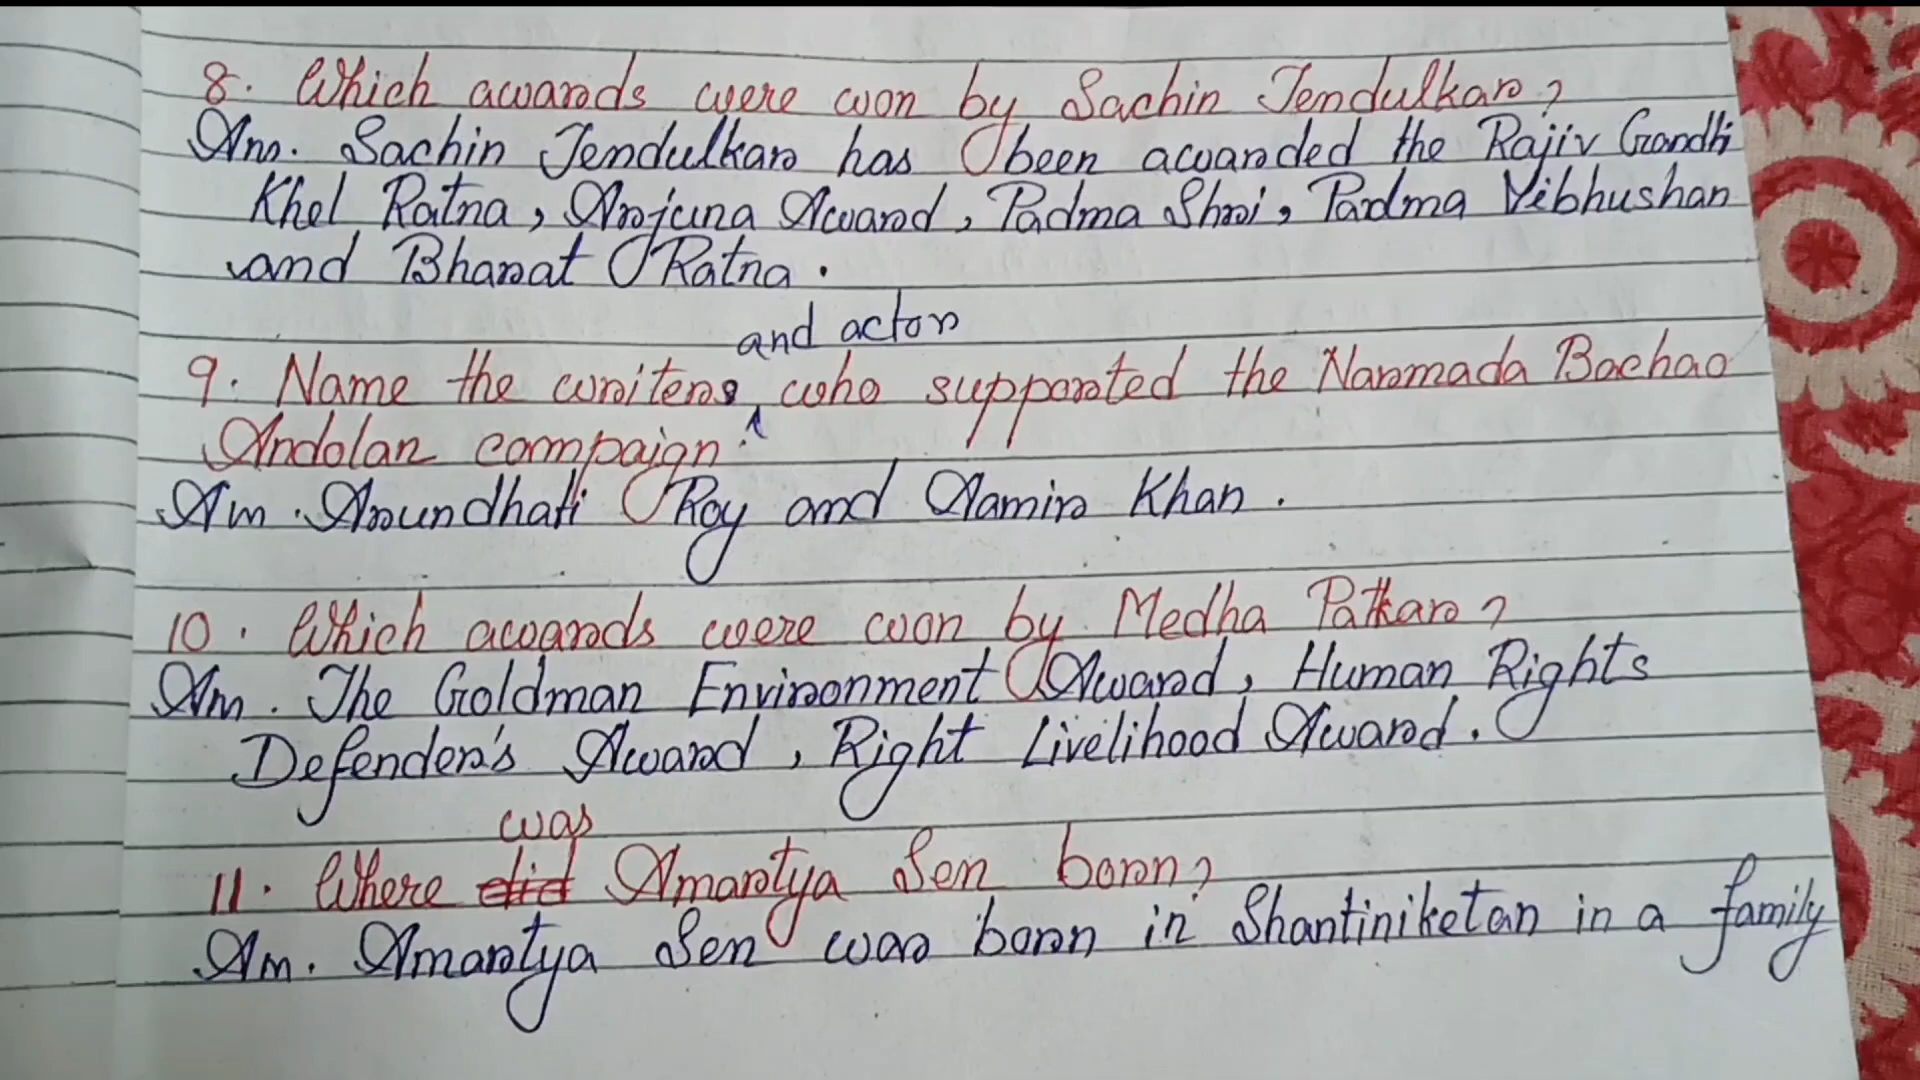 8. Which awards were won by Sachin Tendulkar?
Ans. Sachin Tendulkar has been awarded the Rajiv Gandhi
Khel Ratna, Arjuna Award, Padma Shri, Padma Vibhushan
and Bharat Ratna.
and actor
9. Name the writers who supported the Narmada Bachao
Andolan campaign.
Ans. Arundhati Roy and Aamir Khan.
10. Which awards were won by Medha Patkar?
Ans. The Goldman Environment Award, Human Rights
Defender's Award, Right Livelihood Award.
was
11. Where did Amartya Sen born?
Ans. Amartya Sen was born in Shantiniketan in a family